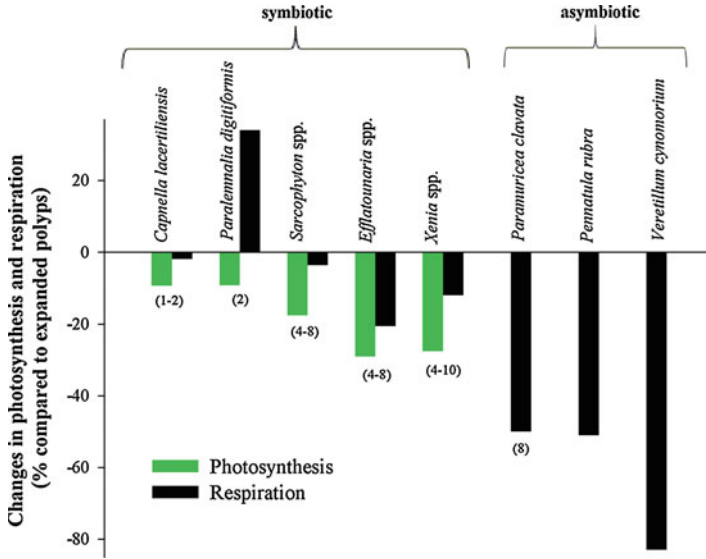 symbiotic
asymbiotic
Capnella lacertiliensis
Paralemnalia digitiformis
Sarcophyton spp.
Efflatounaria spp.
Xenia spp.
Paramuricea clavata
Pennatula rubra
Veretillum cynomorium
Changes in photosynthesis and respiration
(% compared to expanded polyps)
20
0
-20
-40
-60
-80
(1-2)
(2)
(4-8)
(4-8)
(4-10)
(8)
Photosynthesis
Respiration